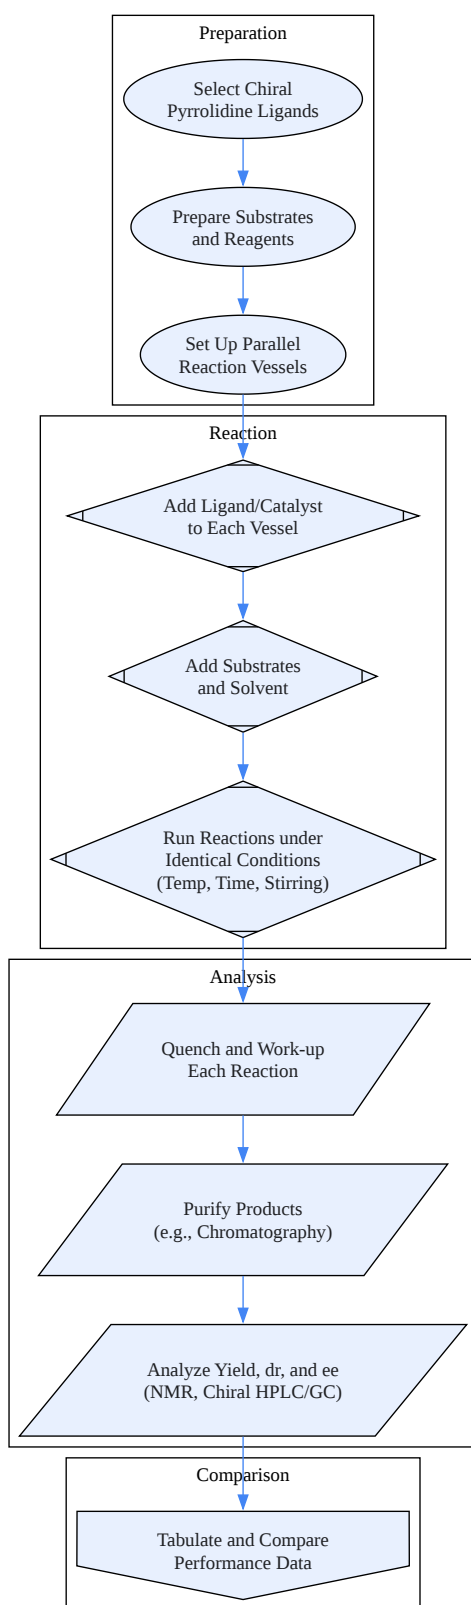 Preparation
Select Chiral
Pyrrolidine Ligands
Prepare Substrates
and Reagents
Set Up Parallel
Reaction Vessels
Reaction
Add Ligand/Catalyst
to Each Vessel
Add Substrates
and Solvent
Run Reactions under
Identical Conditions
(Temp, Time, Stirring)
Analysis
Quench and Work-up
Each Reaction
Purify Products
(e.g., Chromatography)
Analyze Yield, dr, and ee
(NMR, Chiral HPLC/GC)
Comparison
Tabulate and Compare
Performance Data